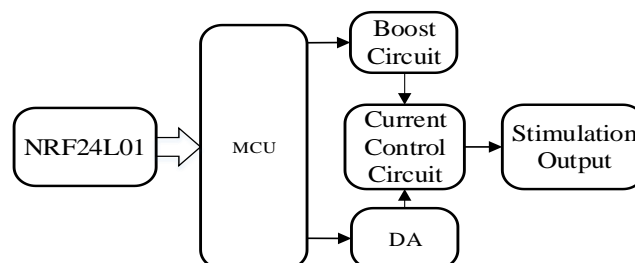 NRF24L01
MCU
Boost
Circuit
Current
Control
Circuit
DA
Stimulation
Output